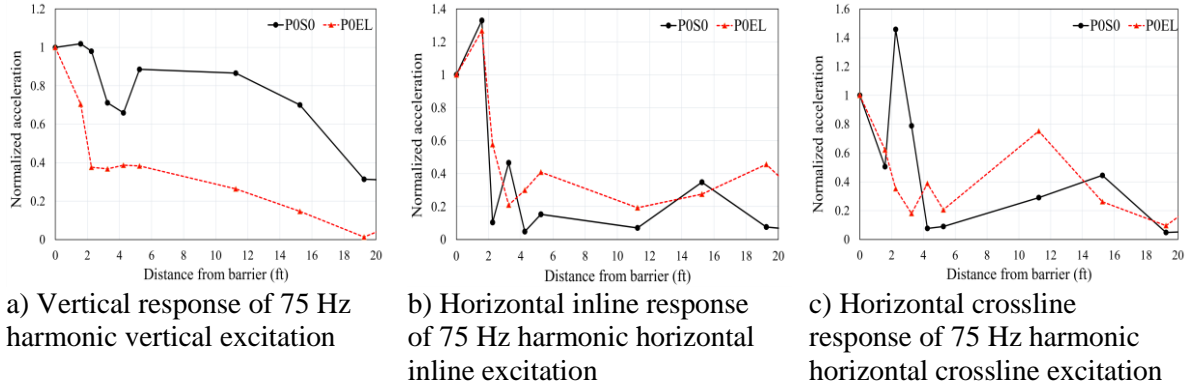 1.2
1
0.8
0.6
0.4
0.2
0
0 2 4 6 8 10 12 14 16 18 20
Normalized acceleration
Distance from barrier (ft)
P0S0 P0EL
a) Vertical response of 75 Hz
harmonic vertical excitation
1.4
1.2
1
0.8
0.6
0.4
0.2
0
0 2 4 6 8 10 12 14 16 18 20
Normalized acceleration
Distance from barrier (ft)
P0S0 P0EL
b) Horizontal inline response
of 75 Hz harmonic horizontal
inline excitation
1.6
1.4
1.2
1
0.8
0.6
0.4
0.2
0
0 2 4 6 8 10 12 14 16 18 20
Normalized acceleration
Distance from barrier (ft)
P0S0 P0EL
c) Horizontal crossline
response of 75 Hz harmonic
horizontal crossline excitation